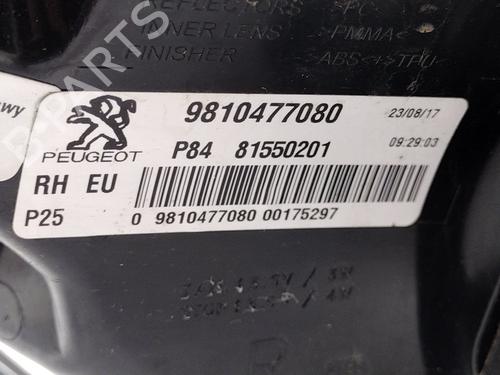 REFLECTORS >PC<
INNER LENS >PMMA<
FINISHER >ABS<+>TPU
wy
PEUGEOT
9810477080 23/08/17
P84 81550201 09:29:03
RH EU
P25 0 9810477080 00175297